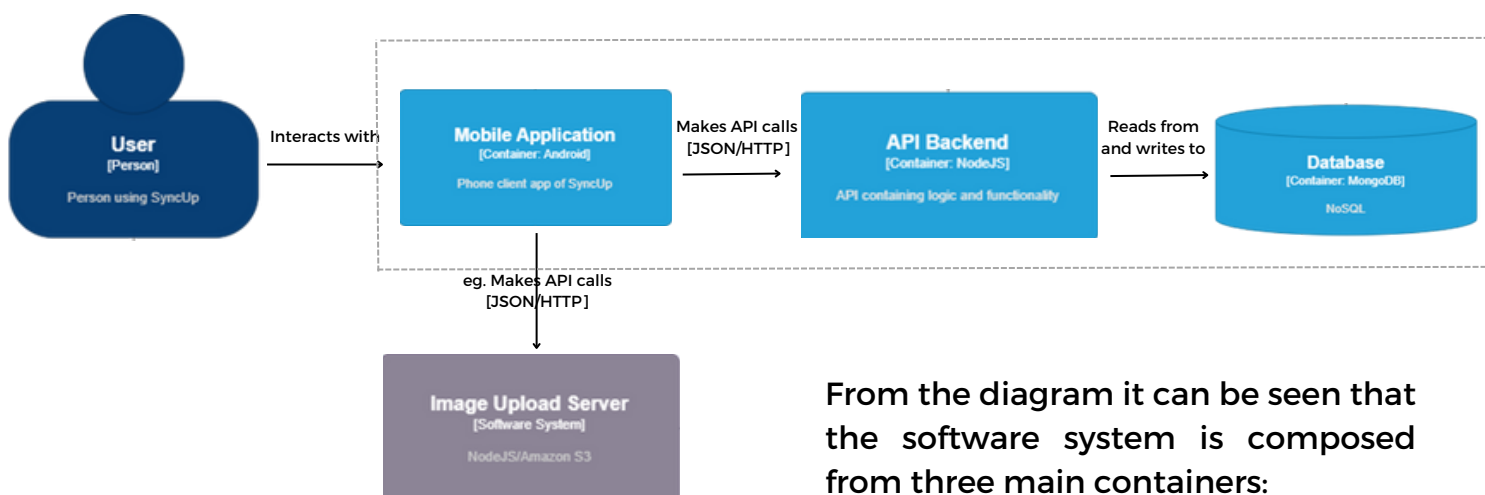 User
[Person]
Person using SyncUp
Interacts with
Mobile Application
[Container: Android]
Phone client app of SyncUp
Makes API calls
[JSON/HTTP]
API Backend
[Container: NodeJS]
API containing logic and functionality
Reads from
and writes to
Database
[Container: MongoDB]
NoSQL
eg. Makes API calls
[JSON/HTTP]
Image Upload Server
[Software System]
NodeJS/Amazon S3
From the diagram it can be seen that
the software system is composed
from three main containers: